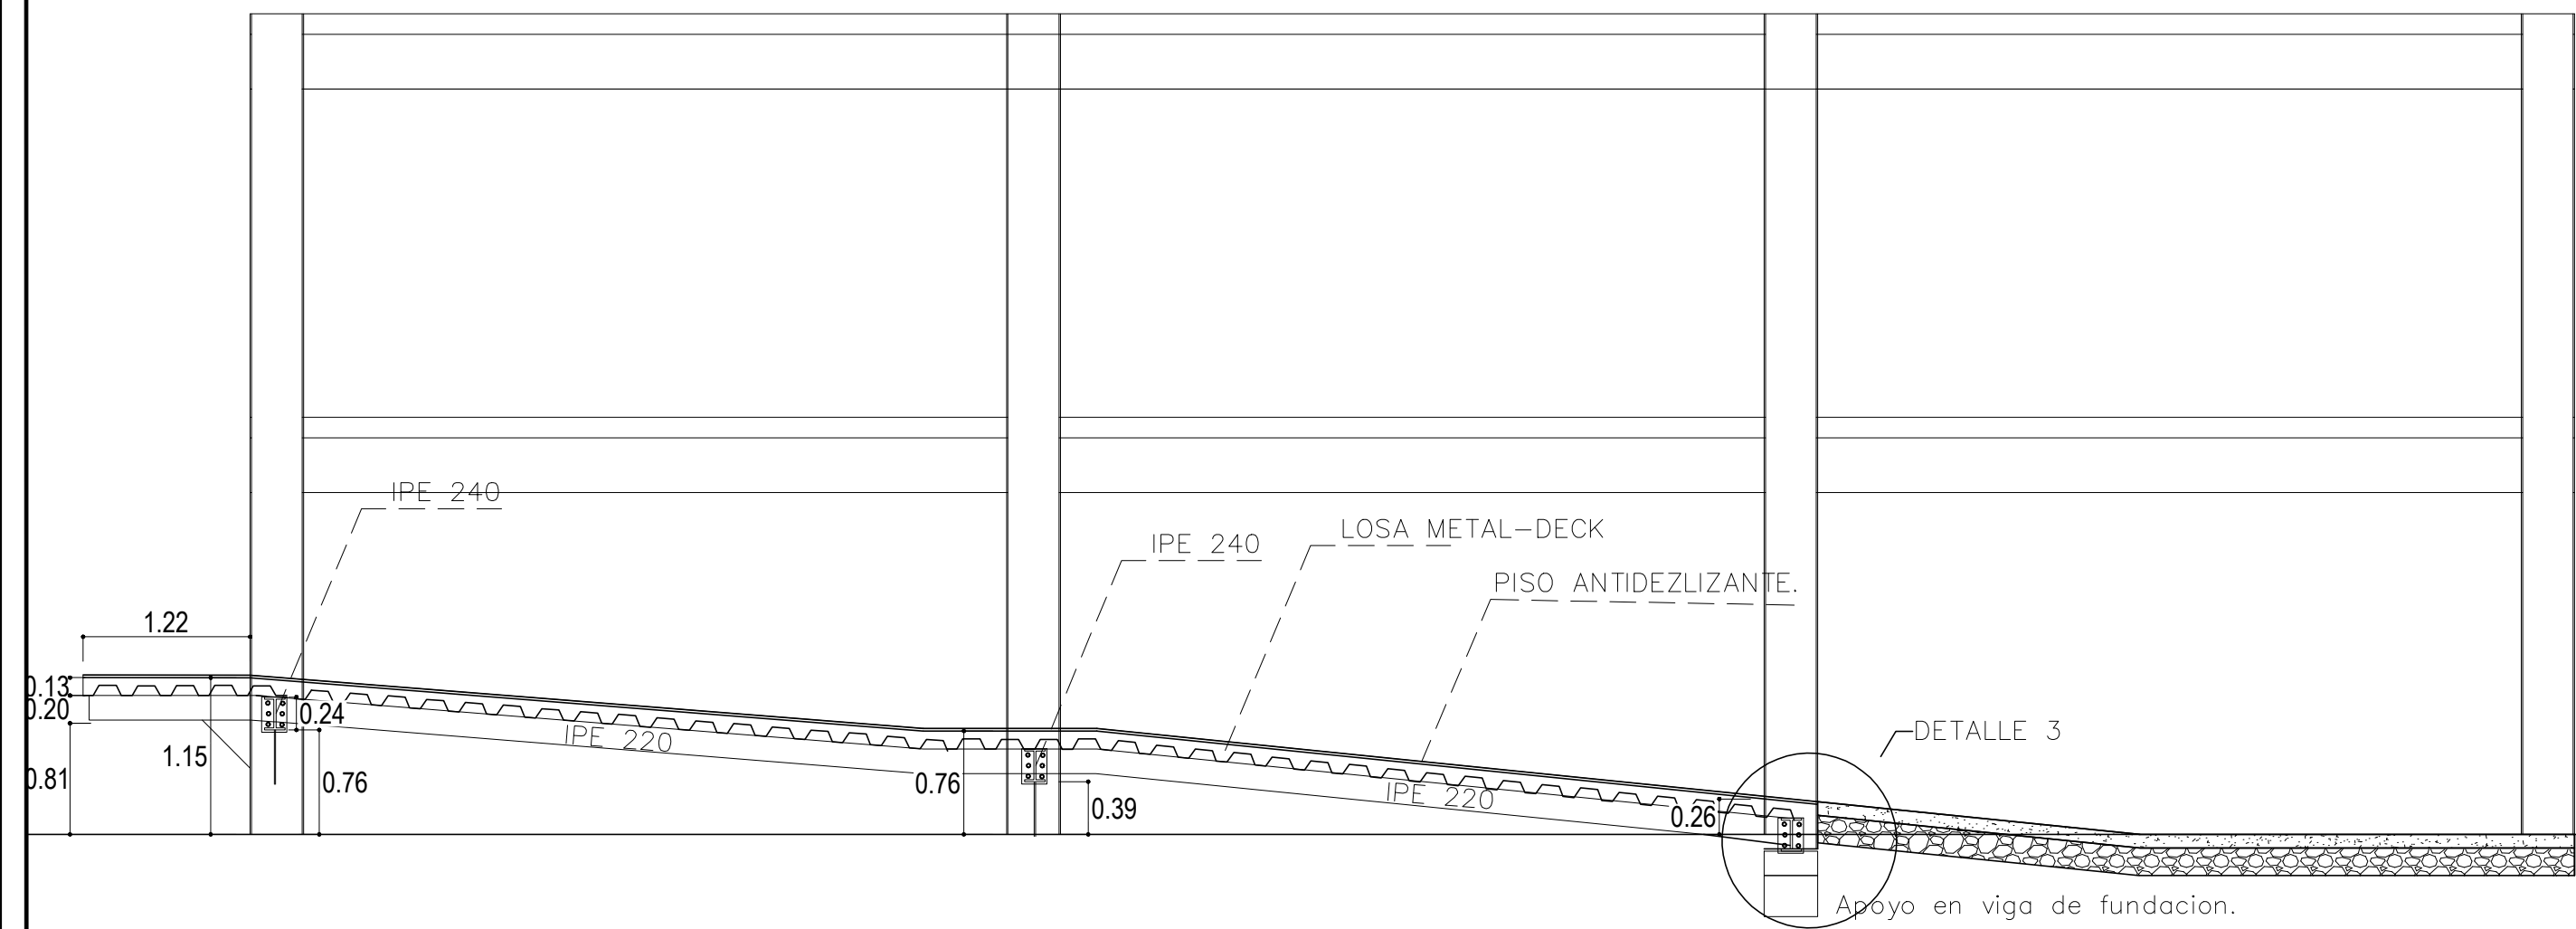 IPE 240
IPE 240
LOSA METAL-DECK
PISO ANTIDEZLIZANTE.
1.22
0.13
0.20
0.24
IPE 220
DETALLE 3
1.15
0.81
0.76
0.76
0.39
IPE 220
0.26
Apoyo en viga de fundacion.